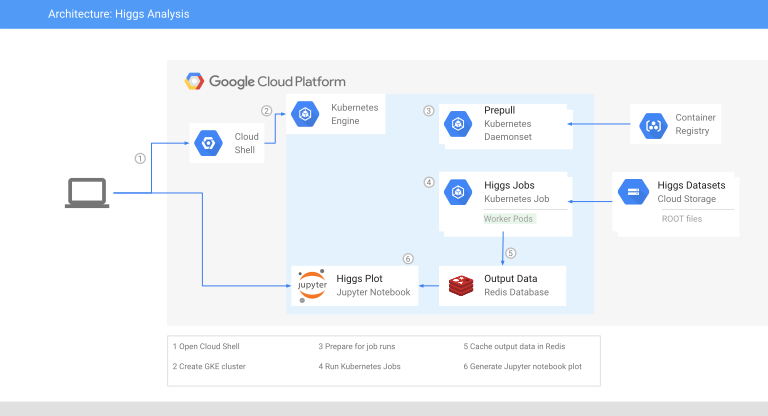 Architecture: Higgs Analysis
Google Cloud Platform
1
2
Cloud
Shell
Kubernetes
Engine
3
Prepull
Kubernetes
Daemonset
Container
Registry
4
Higgs Jobs
Kubernetes Job
Worker Pods
Higgs Datasets
Cloud Storage
ROOT files
5
6
jupyter
Higgs Plot
Jupyter Notebook
Output Data
Redis Database
1 Open Cloud Shell
2 Create GKE cluster
3 Prepare for job runs
4 Run Kubernetes Jobs
5 Cache output data in Redis
6 Generate Jupyter notebook plot